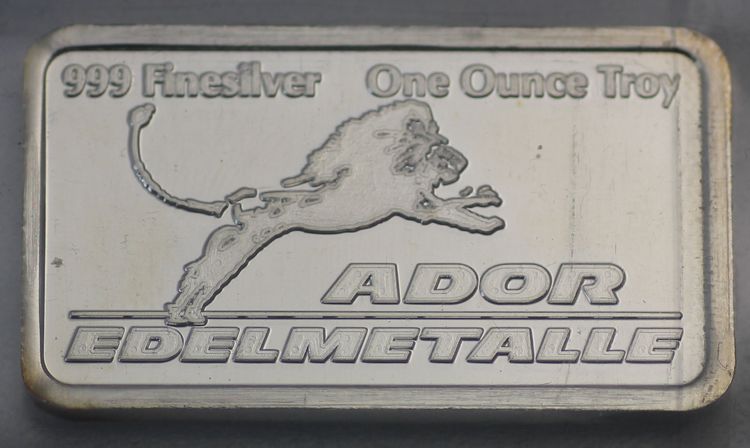 999 Finesilver One Ounce Troy
ADOR
EDELMETALLE